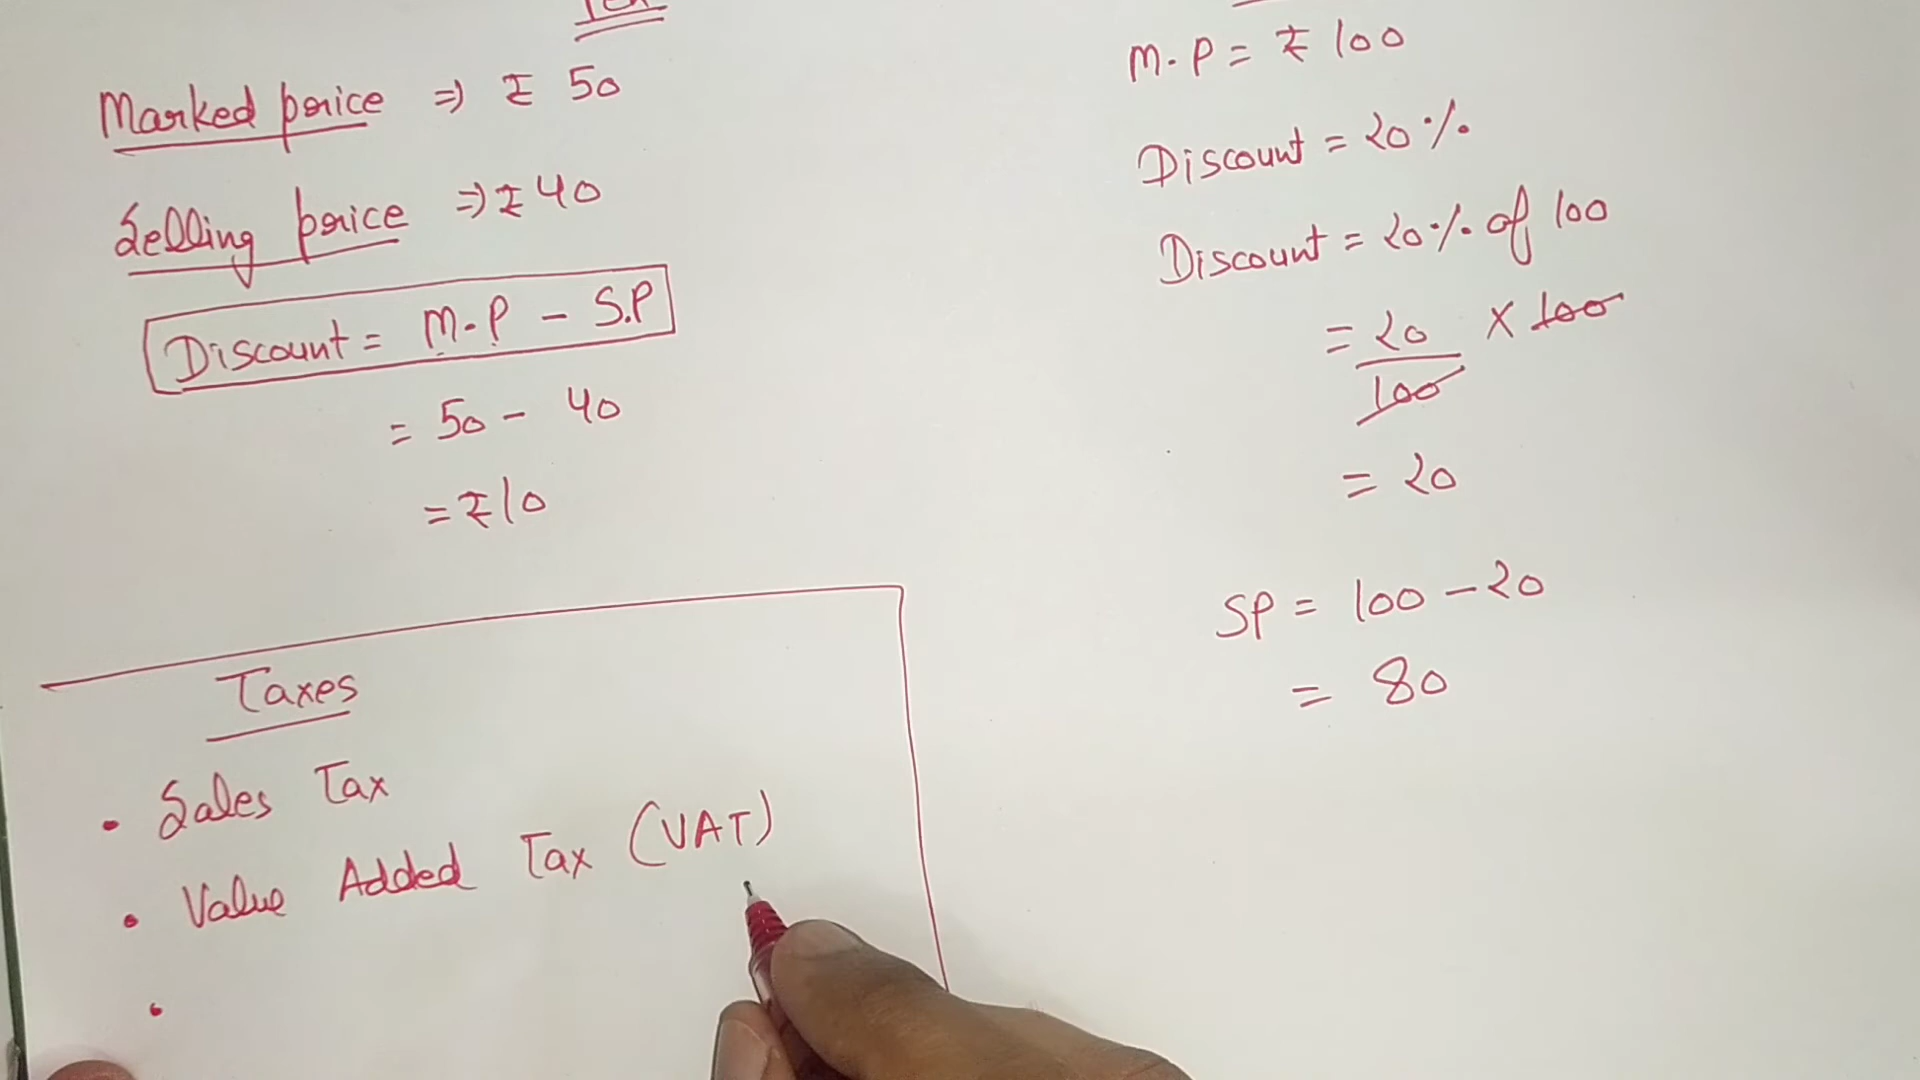 Marked price ⇒ ₹ 50
Selling price ⇒ ₹ 40
Discount = M.P - S.P
= 50 - 40
= ₹10
Taxes
• Sales Tax
• Value Added Tax (VAT)
•
M.P = ₹ 100
Discount = 20%
Discount = 20% of 100
= 20/100 × 100
= 20
SP = 100 - 20
= 80